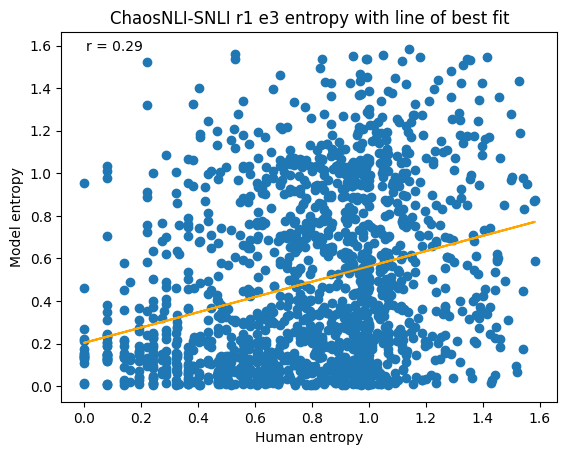 ChaosNLI-SNLI r1 e3 entropy with line of best fit
r = 0.29
Model entropy
1.6
1.4
1.2
1.0
0.8
0.6
0.4
0.2
0.0
0.0 0.2 0.4 0.6 0.8 1.0 1.2 1.4 1.6
Human entropy